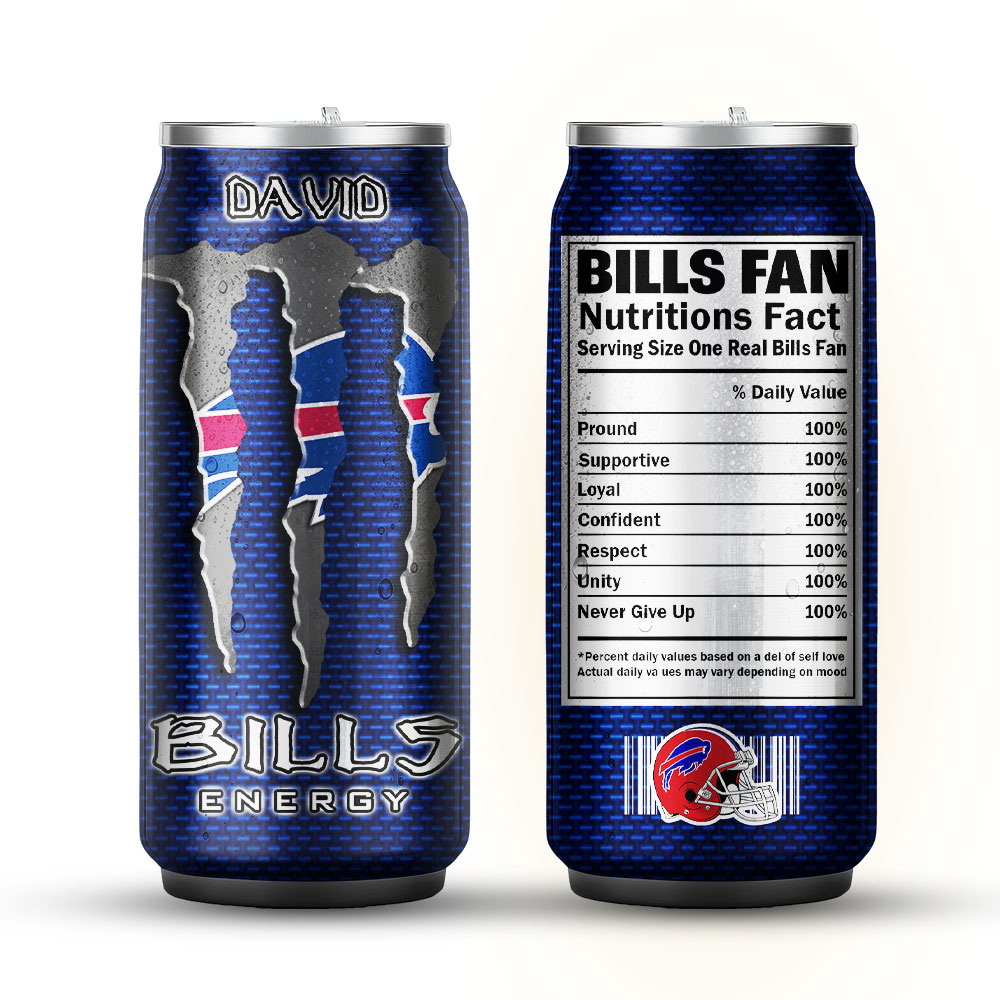 DAVID
BILLS
ENERGY
BILLS FAN
Nutritions Fact
Serving Size One Real Bills Fan
% Daily Value
Pround 100%
Supportive 100%
Loyal 100%
Confident 100%
Respect 100%
Unity 100%
Never Give Up 100%
*Percent daily values based on a del of self love
Actual daily va ues may vary depending on mood